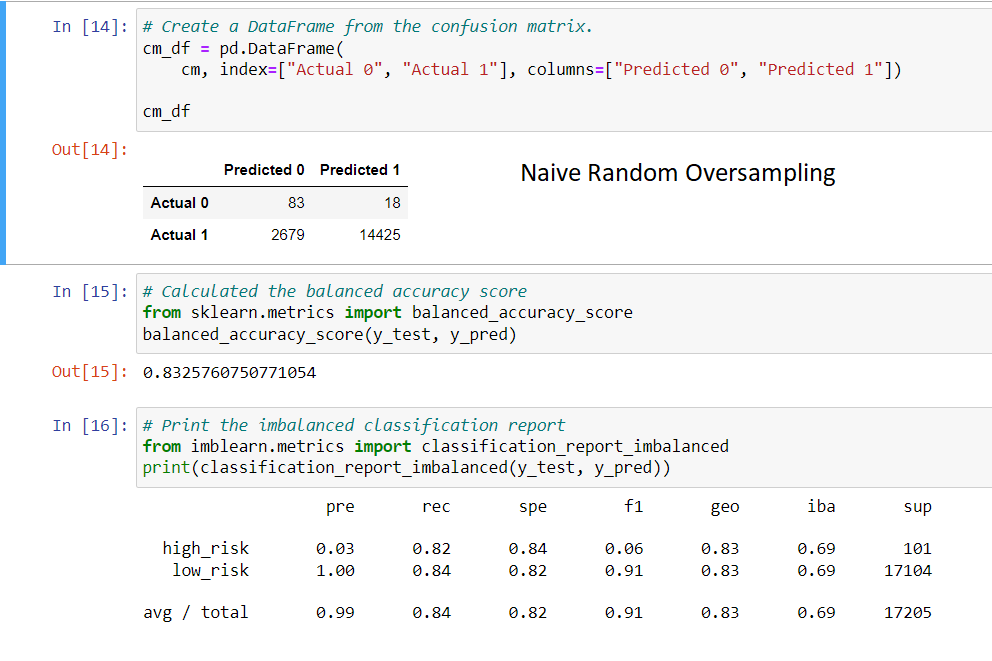 In [14]: # Create a DataFrame from the confusion matrix.
cm_df = pd.DataFrame(
    cm, index=["Actual 0", "Actual 1"], columns=["Predicted 0", "Predicted 1"])
cm_df
Out[14]:
Predicted 0 Predicted 1
Naive Random Oversampling
Actual 0 83 18
Actual 1 2679 14425
In [15]: # Calculated the balanced accuracy score
from sklearn.metrics import balanced_accuracy_score
balanced_accuracy_score(y_test, y_pred)
Out[15]: 0.8325760750771054
In [16]: # Print the imbalanced classification report
from imblearn.metrics import classification_report_imbalanced
print(classification_report_imbalanced(y_test, y_pred))
pre rec spe f1 geo iba sup
high_risk 0.03 0.82 0.84 0.06 0.83 0.69 101
low_risk 1.00 0.84 0.82 0.91 0.83 0.69 17104
avg / total 0.99 0.84 0.82 0.91 0.83 0.69 17205